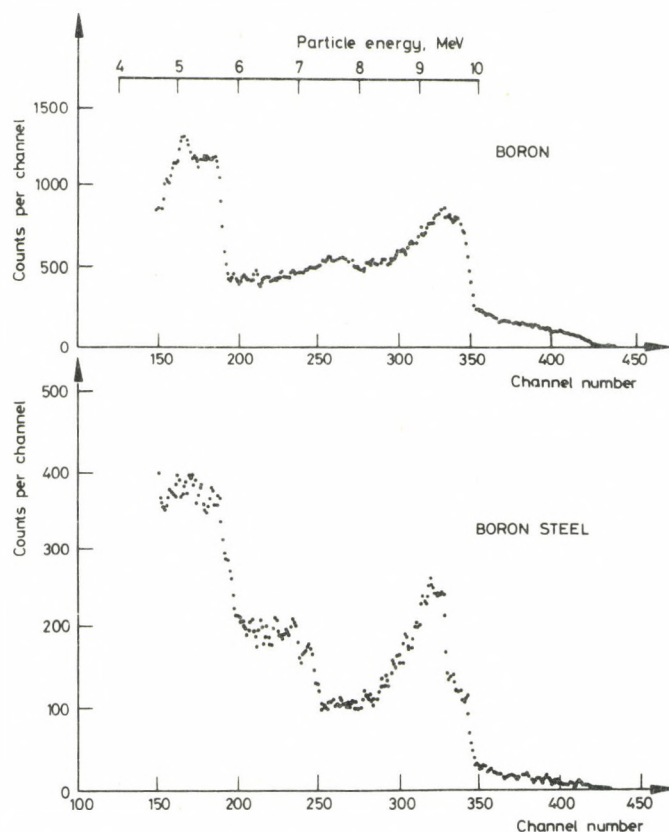 Particle energy, MeV
4 5 6 7 8 9 10
1500
1000
500
0
Counts per channel
BORON
150 200 250 300 350 400 450
Channel number
500
400
300
200
100
0
Counts per channel
BORON STEEL
100 150 200 250 300 350 400 450
Channel number